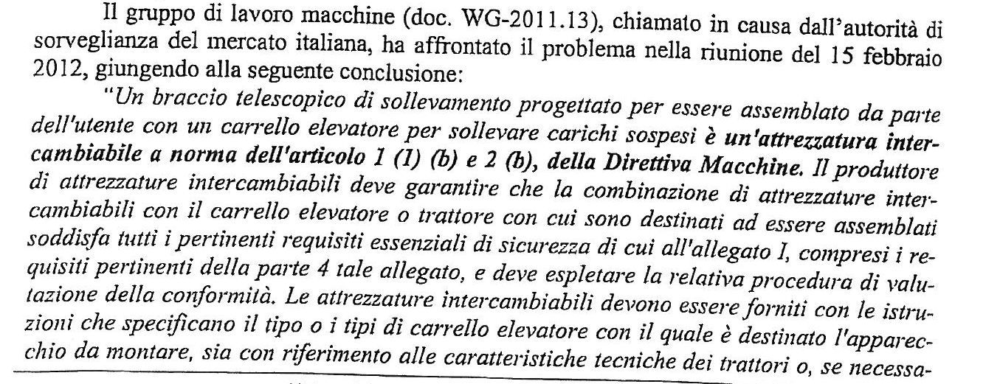 Il gruppo di lavoro macchine (doc. WG-2011.13), chiamato in causa dall'autorità di
sorveglianza del mercato italiana, ha affrontato il problema nella riunione del 15 febbraio
2012, giungendo alla seguente conclusione:
"Un braccio telescopico di sollevamento progettato per essere assemblato da parte
dell'utente con un carrello elevatore per sollevare carichi sospesi è un'attrezzatura inter-
cambiabile a norma dell'articolo 1 (1) (b) e 2 (b), della Direttiva Macchine. Il produttore
di attrezzature intercambiabili deve garantire che la combinazione di attrezzature inter-
cambiabili con il carrello elevatore o trattore con cui sono destinati ad essere assemblati
soddisfa tutti i pertinenti requisiti essenziali di sicurezza di cui all'allegato I, compresi i re-
quisiti pertinenti della parte 4 tale allegato, e deve espletare la relativa procedura di valu-
tazione della conformità. Le attrezzature intercambiabili devono essere forniti con le istru-
zioni che specificano il tipo o i tipi di carrello elevatore con il quale è destinato l'apparec-
chio da montare, sia con riferimento alle caratteristiche tecniche dei trattori o, se necessa-